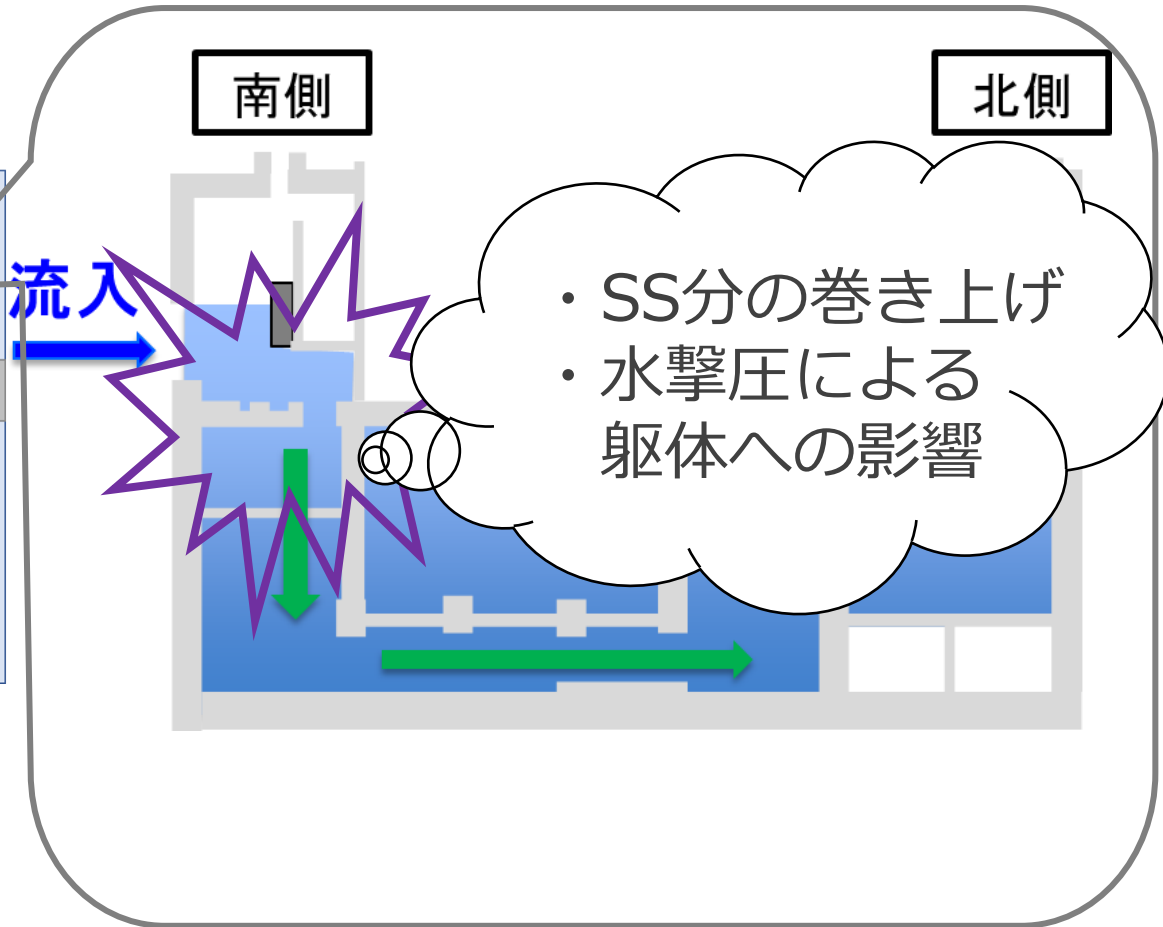 南側
北側
流入
・SS分の巻き上げ
・水撃圧による
躯体への影響